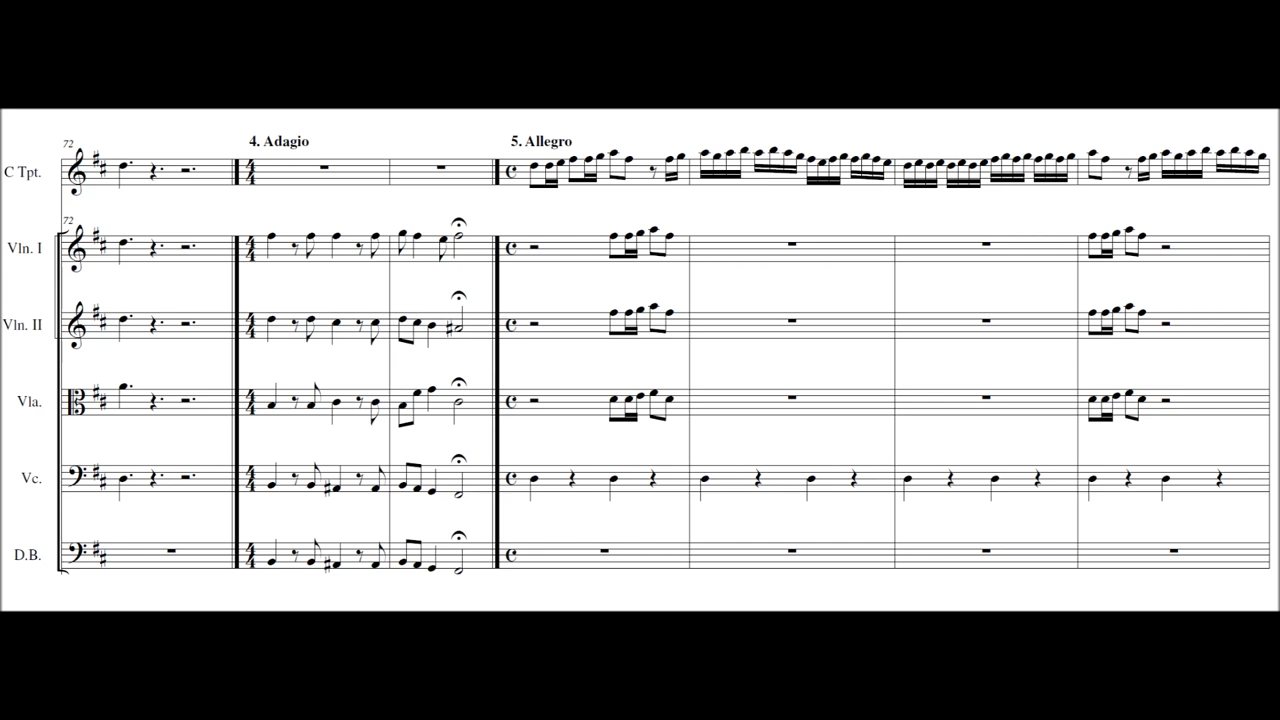 72
4. Adagio
5. Allegro
C Tpt.
72
Vln. I
Vln. II
Vla.
Vc.
D.B.